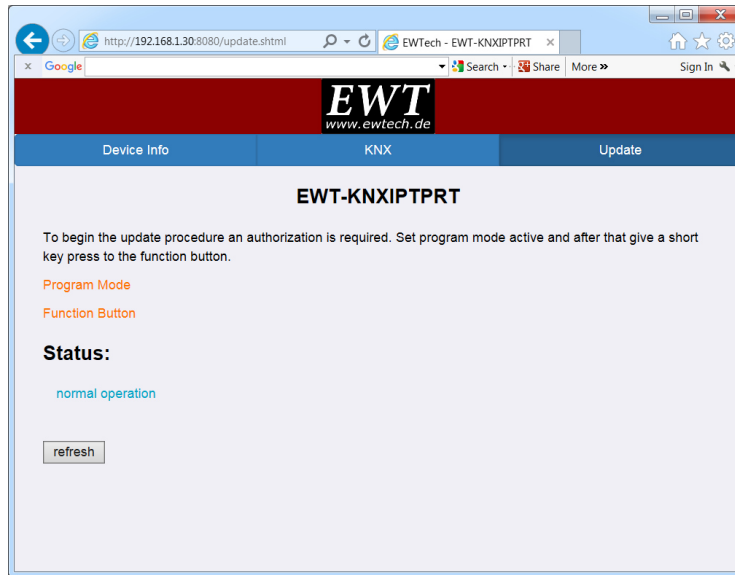 http://192.168.1.30:8080/update.shtml
EWTech - EWT-KNXIPTPRT
x Google Search Share More » Sign In
EWT
www.ewtech.de
Device Info KNX Update
EWT-KNXIPTPRT
To begin the update procedure an authorization is required. Set program mode active and after that give a short
key press to the function button.
Program Mode
Function Button
Status:
normal operation
refresh